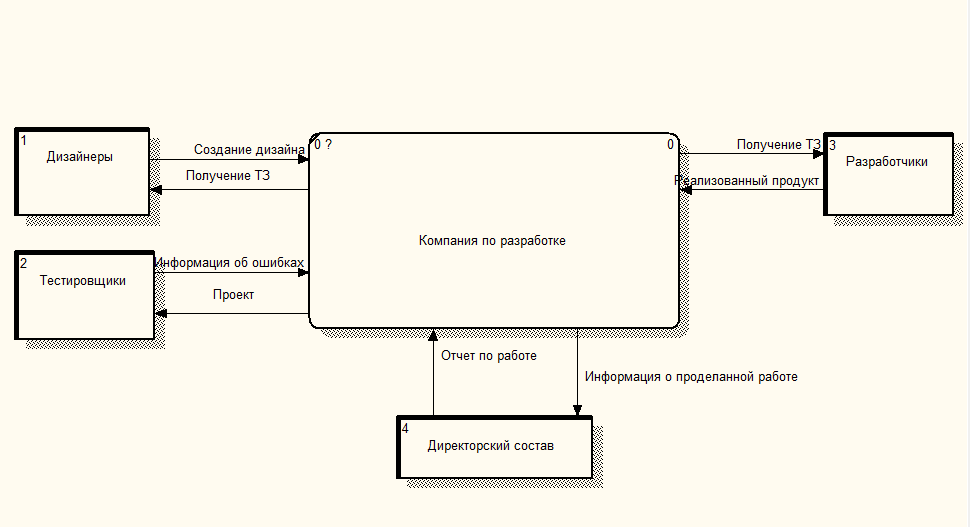 1
Дизайнеры
Создание дизайна
Получение ТЗ
2
Тестировщики
Информация об ошибках
Проект
0 ?
0
Компания по разработке
Получение ТЗ
Реализованный продукт
3
Разработчики
Отчет по работе
Информация о проделанной работе
4
Директорский состав